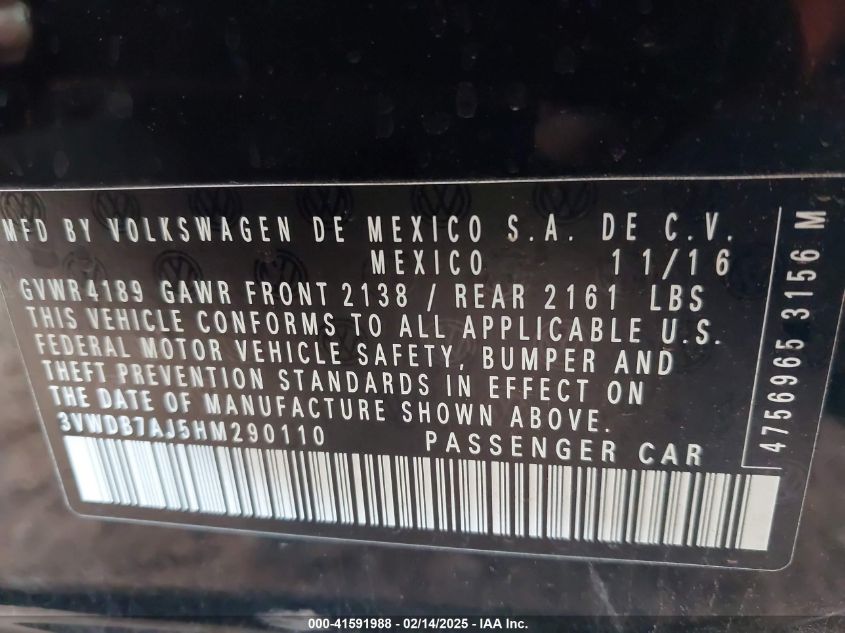 MFD BY VOLKSWAGEN DE MEXICO S.A. DE C.V.
MEXICO 11/16
GVWR 4189 GAWR FRONT 2138 / REAR 2161 LBS
THIS VEHICLE CONFORMS TO ALL APPLICABLE U.S.
FEDERAL MOTOR VEHICLE SAFETY, BUMPER AND
THEFT PREVENTION STANDARDS IN EFFECT ON
THE DATE OF MANUFACTURE SHOWN ABOVE.
3VWDB7AJ5HM290110 PASSENGER CAR
4756965 3156 M
000-41591988 - 02/14/2025 - IAA Inc.